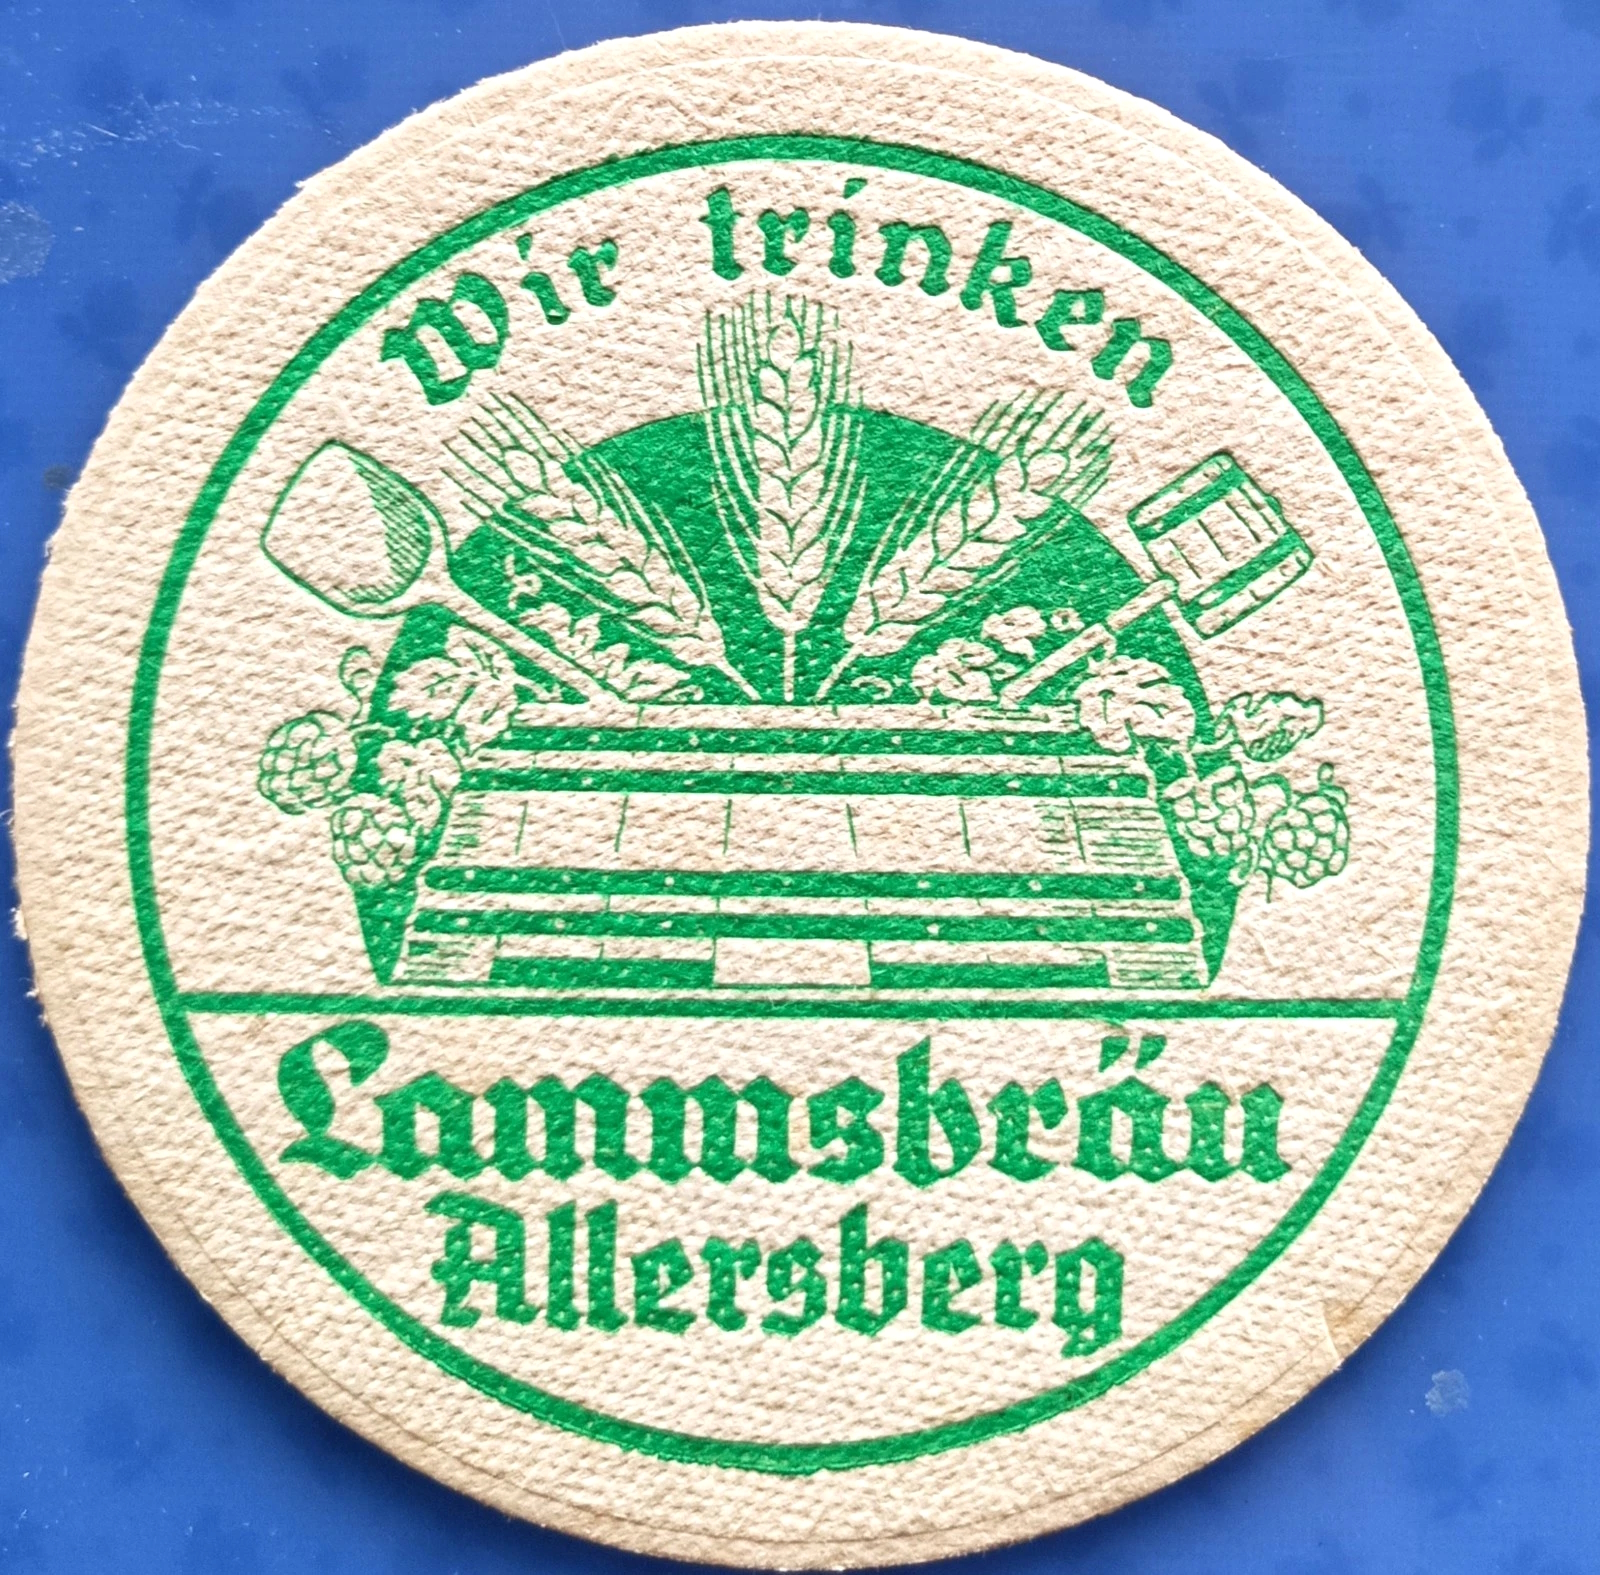 Wir trinken
Lammsbräu
Allersberg